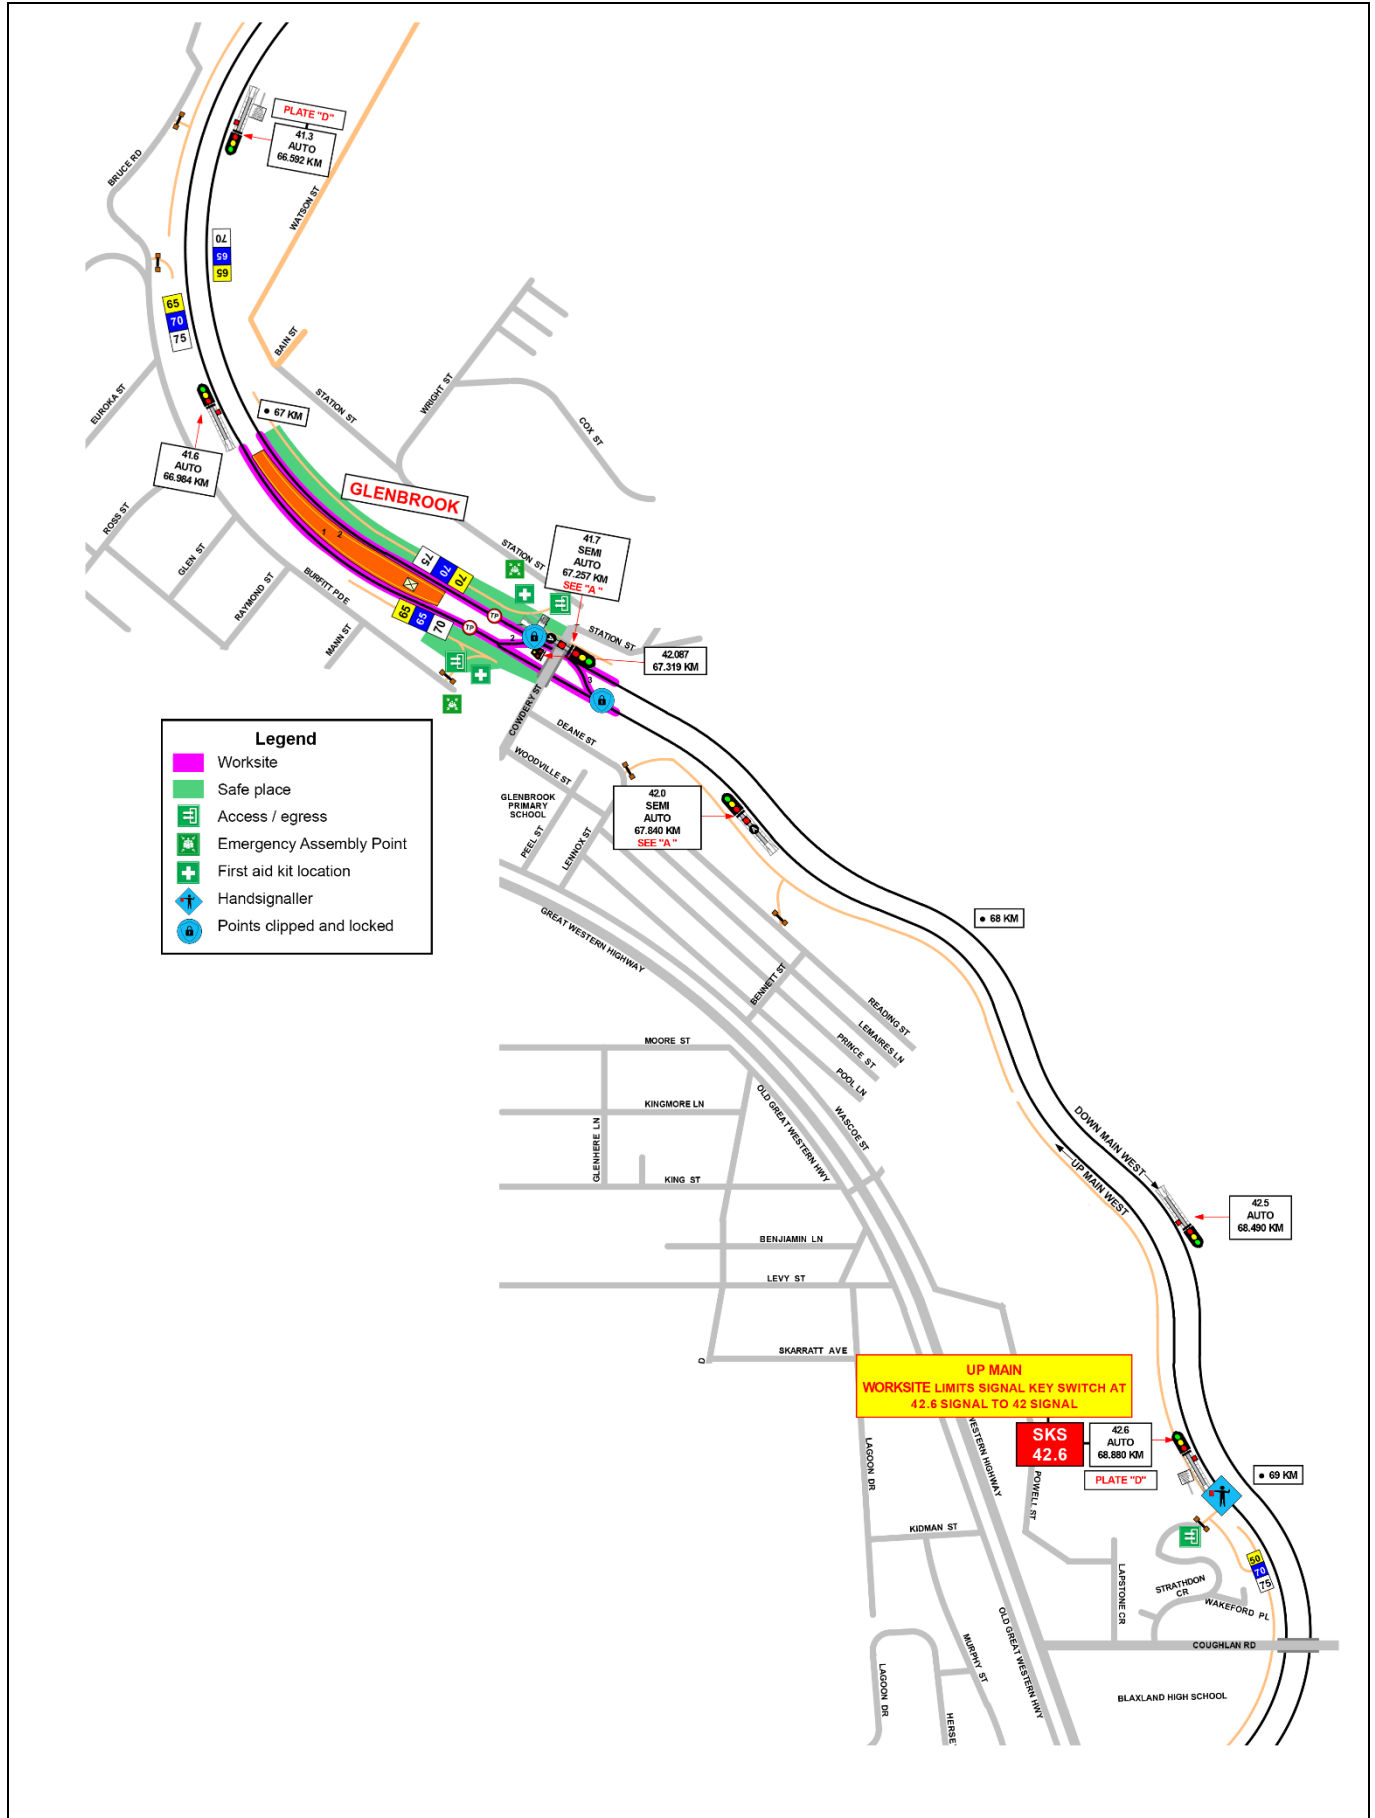 PLATE "D"
41.3
AUTO
66.592 KM
BRUCE RD
WATSON ST
70
65
65
65
70
75
BAIN ST
EUROKA ST
STATION ST
WRIGHT ST
COX ST
• 67 KM
41.6
AUTO
66.984 KM
GLENBROOK
ROSS ST
GLEN ST
RAYMOND ST
BURFITT PDE
MANN ST
1
2
75
70
70
65
65
70
TP
TP
STATION ST
41.7
SEMI
AUTO
67.257 KM
SEE "A"
STATION ST
2
A
3
42.087
67.319 KM
COWDERY ST
DEANE ST
WOODVILLE ST
GLENBROOK
PRIMARY
SCHOOL
PEEL ST
LENNOX ST
42.0
SEMI
AUTO
67.840 KM
SEE "A"
A
Legend
Worksite
Safe place
Access / egress
Emergency Assembly Point
First aid kit location
Handsignaller
Points clipped and locked
GREAT WESTERN HIGHWAY
• 68 KM
BENNETT ST
READING ST
LEMAIRES LN
PRINCE ST
POOL LN
MOORE ST
KINGMORE LN
GLENHERE LN
OLD GREAT WESTERN HWY
WASCOE ST
KING ST
DOWN MAIN WEST
UP MAIN WEST
42.5
AUTO
68.490 KM
BENJIAMIN LN
LEVY ST
SKARRATT AVE
D
UP MAIN
WORKSITE LIMITS SIGNAL KEY SWITCH AT
42.6 SIGNAL TO 42 SIGNAL
SKS
42.6
42.6
AUTO
68.880 KM
PLATE "D"
• 69 KM
LAGOON DR
WESTERN HIGHWAY
POWELL ST
KIDMAN ST
LAPSTONE CR
STRATHDON
CR
WAKEFORD PL
50
70
75
MURPHY ST
OLD GREAT WESTERN HWY
COUGHLAN RD
LAGOON DR
HERSE
BLAXLAND HIGH SCHOOL